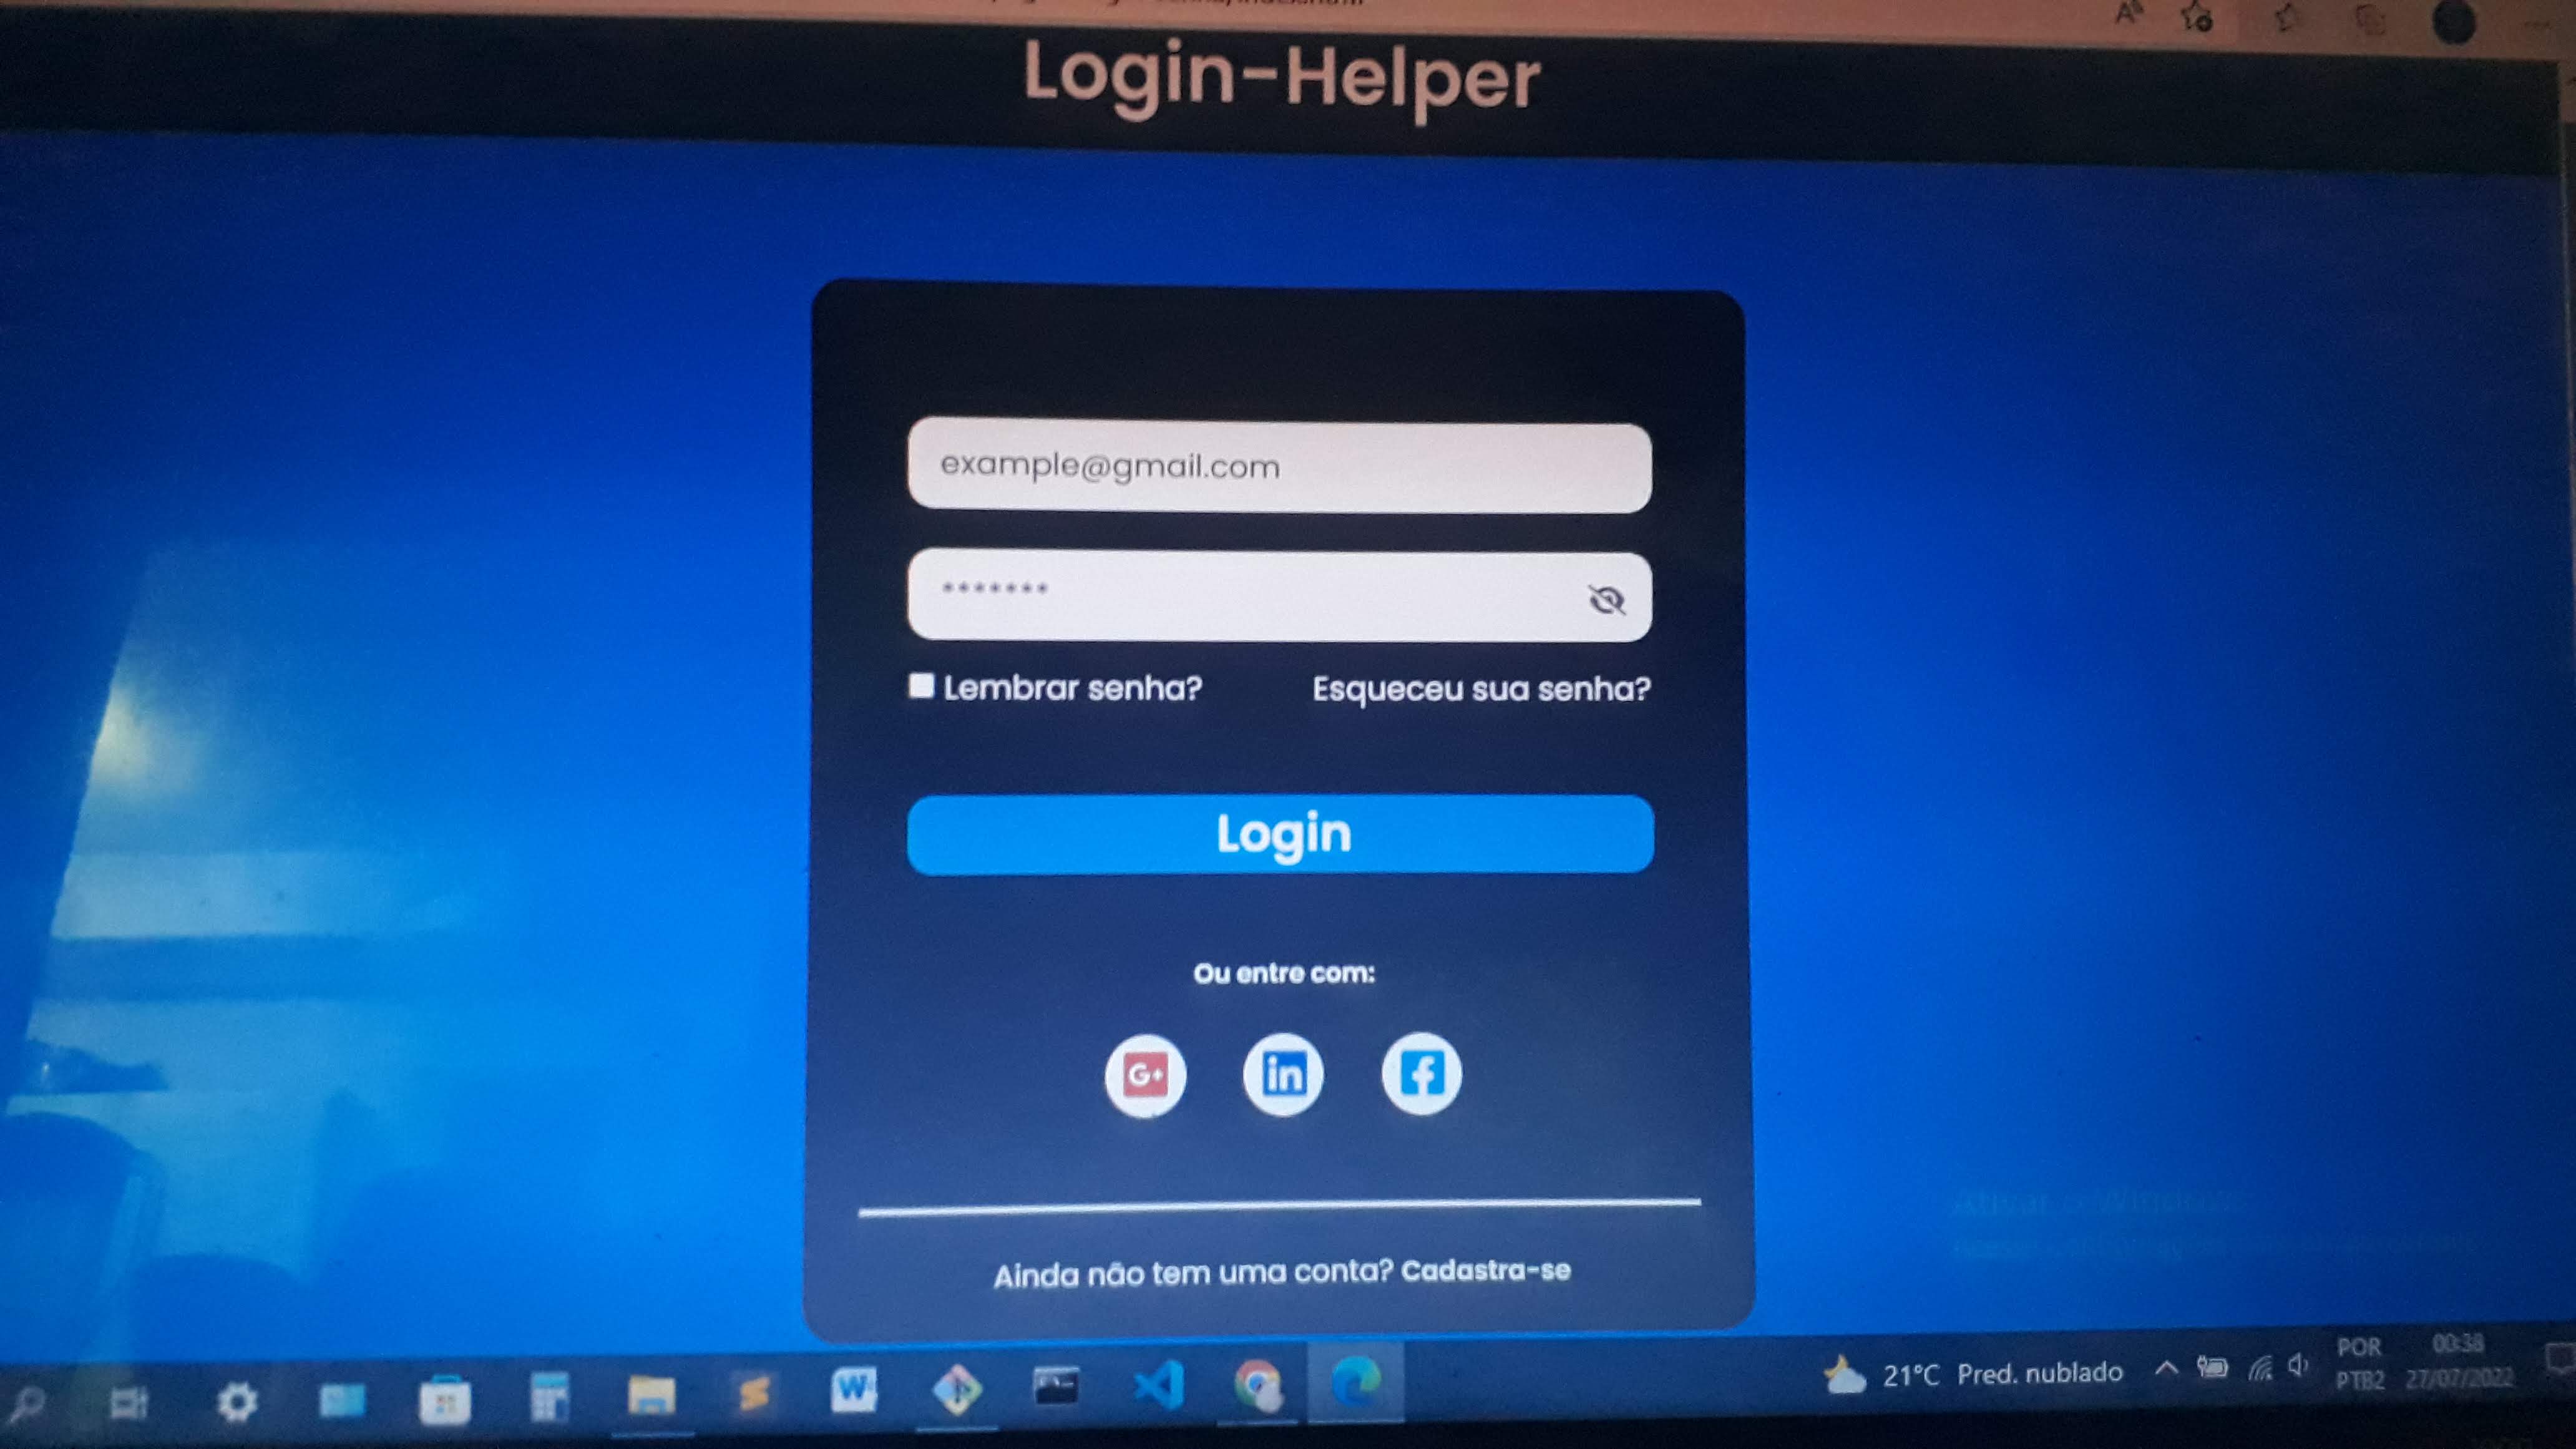 Login-Helper
example@gmail.com
*******
Lembrar senha?
Esqueceu sua senha?
Login
Ou entre com:
G+
in
f
Ainda não tem uma conta? Cadastra-se
21°C Pred. nublado
POR
PTB2
00:38
27/07/2022